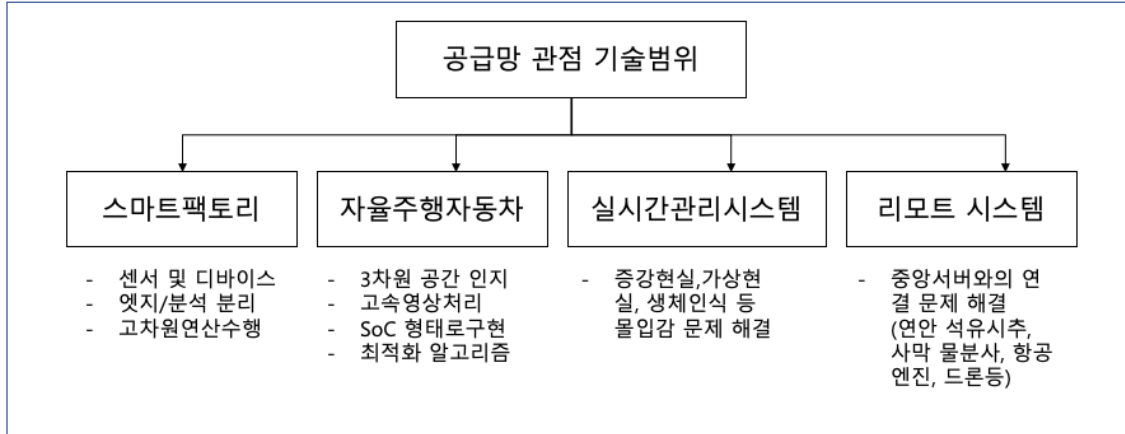 공급망 관점 기술범위
스마트팩토리
- 센서 및 디바이스
- 엣지/분석 분리
- 고차원연산수행
자율주행자동차
- 3차원 공간 인지
- 고속영상처리
- SoC 형태로구현
- 최적화 알고리즘
실시간관리시스템
- 증강현실,가상현
실, 생체인식 등
몰입감 문제 해결
리모트 시스템
- 중앙서버와의 연
결 문제 해결
(연안 석유시추,
사막 물분사, 항공
엔진, 드론등)